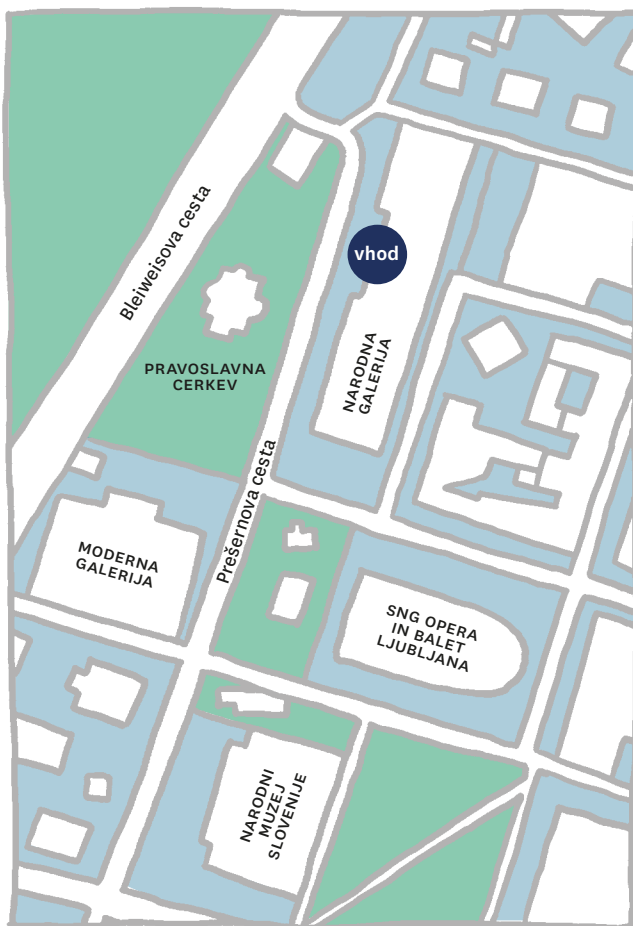 vhod
Bleiweisova cesta
NARODNA
GALERIJA
PRAVOSLAVNA
CERKEV
Prešernova cesta
MODERNA
GALERIJA
SNG OPERA
IN BALET
LJUBLJANA
NARODNI
MUZEJ
SLOVENIJE